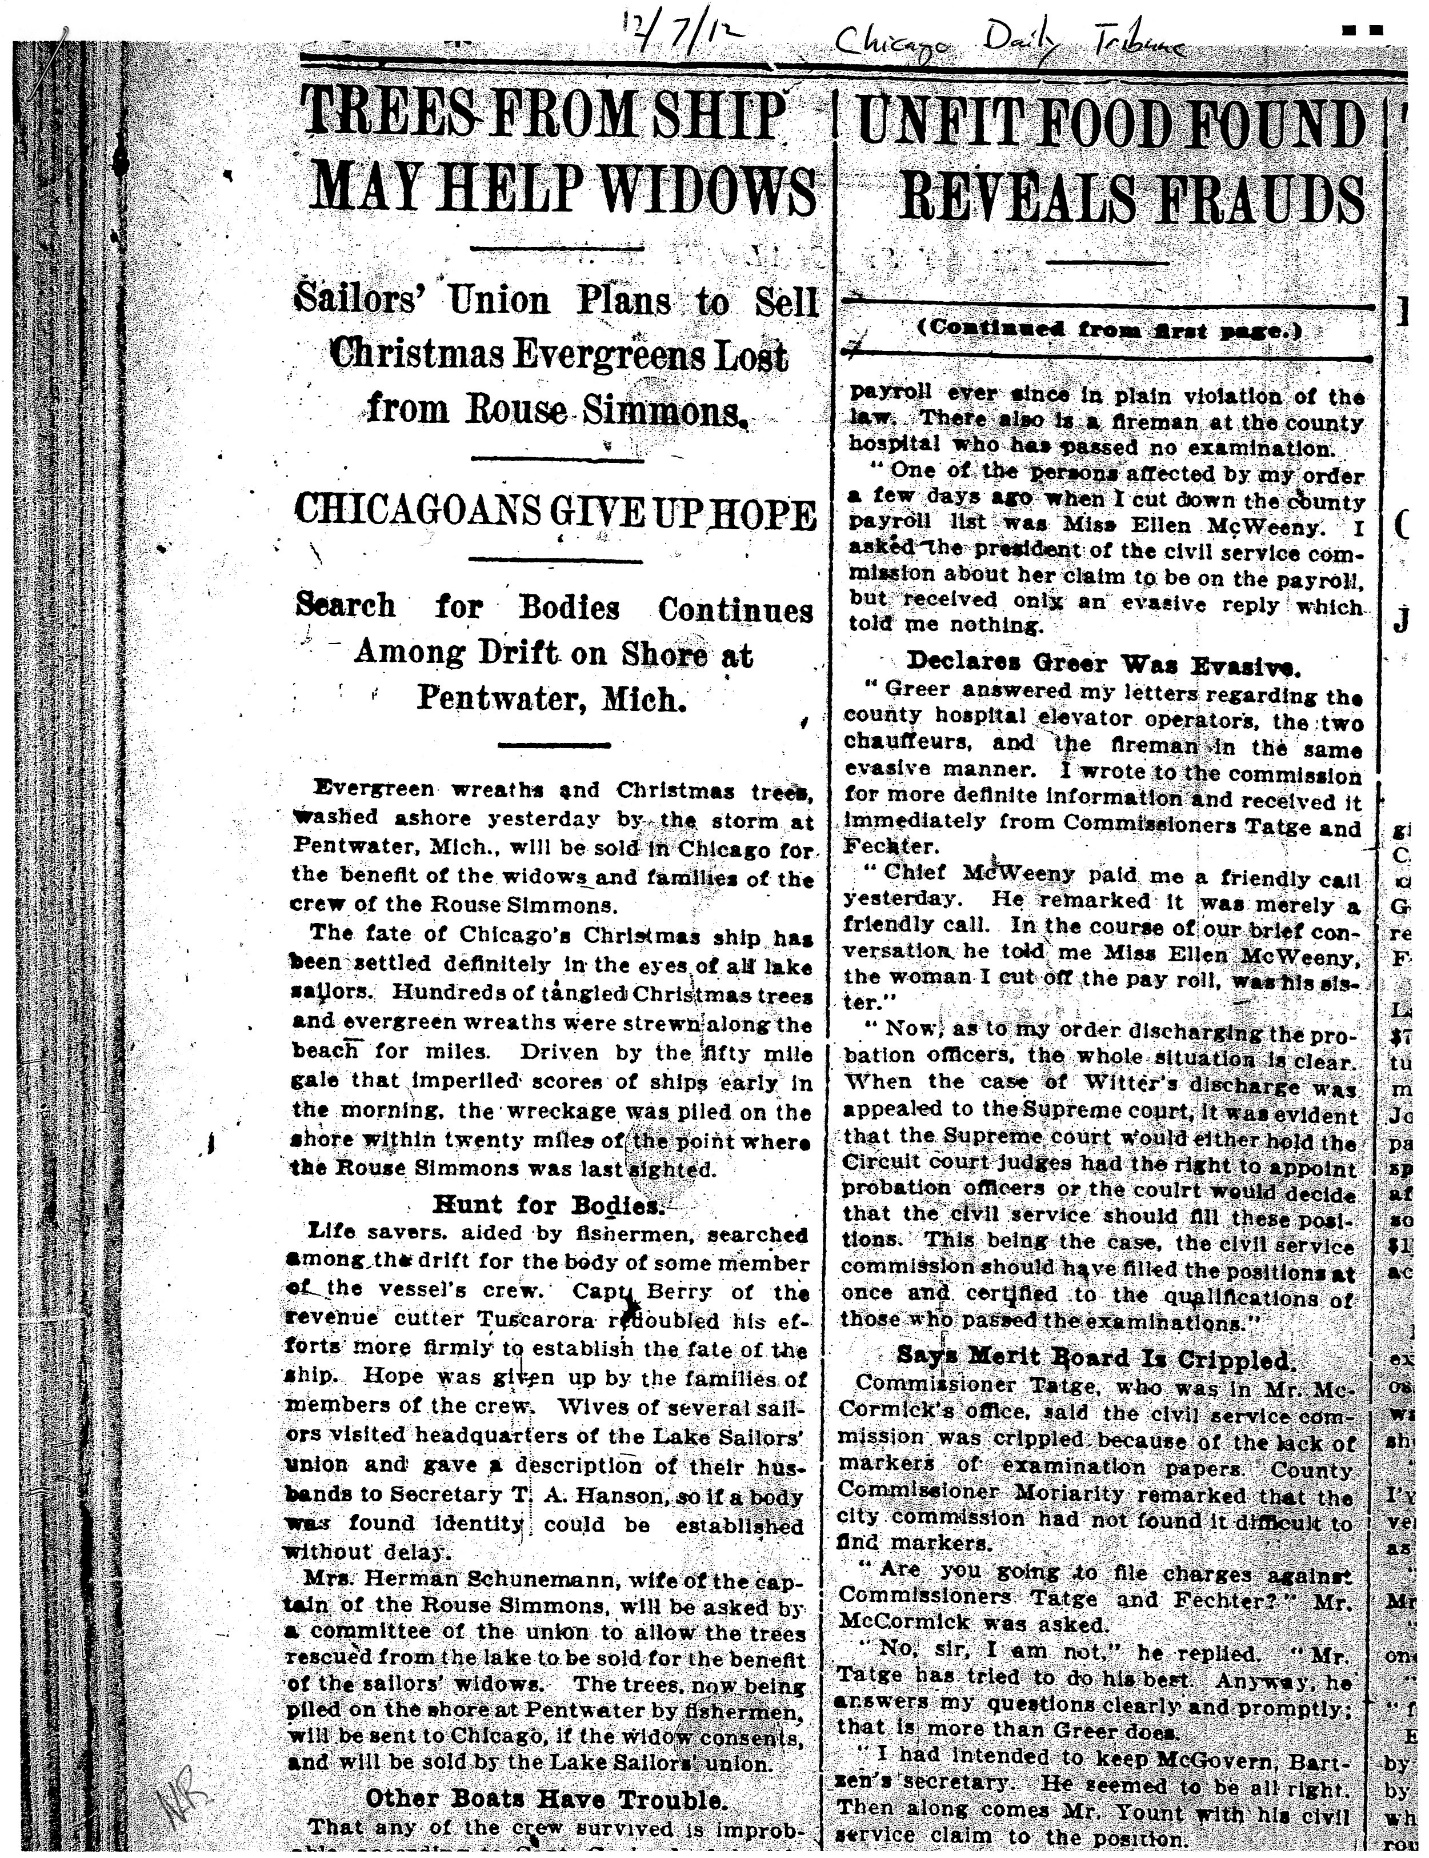 12/7/12 Chicago Daily Tribune
TREES FROM SHIP
MAY HELP WIDOWS
Sailors' Union Plans to Sell
Christmas Evergreens Lost
from Rouse Simmons.
CHICAGOANS GIVE UP HOPE
Search for Bodies Continues
Among Drift on Shore at
Pentwater, Mich.
Evergreen wreaths and Christmas trees,
washed ashore yesterday by the storm at
Pentwater, Mich., will be sold in Chicago for
the benefit of the widows and families of the
crew of the Rouse Simmons.
The fate of Chicago's Christmas ship has
been settled definitely in the eyes of all lake
sailors. Hundreds of tangled Christmas trees
and evergreen wreaths were strewn along the
beach for miles. Driven by the fifty mile
gale that imperiled scores of ships early in
the morning, the wreckage was piled on the
shore within twenty miles of the point where
the Rouse Simmons was last sighted.
Hunt for Bodies.
Life savers, aided by fishermen, searched
among the drift for the body of some member
of the vessel's crew. Capt. Berry of the
revenue cutter Tuscarora redoubled his ef-
forts more firmly to establish the fate of the
ship. Hope was given up by the families of
members of the crew. Wives of several sail-
ors visited headquarters of the Lake Sailors'
union and gave a description of their hus-
bands to Secretary T. A. Hanson, so if a body
was found identity could be established
without delay.
Mrs. Herman Schunemann, wife of the cap-
tain of the Rouse Simmons, will be asked by
a committee of the union to allow the trees
rescued from the lake to be sold for the benefit
of the sailors' widows. The trees, now being
piled on the shore at Pentwater by fishermen,
will be sent to Chicago, if the widow consents,
and will be sold by the Lake Sailors' union.
Other Boats Have Trouble.
That any of the crew survived is improb-
NR
UNFIT FOOD FOUND
REVEALS FRAUDS
(Continued from first page.)
payroll ever since in plain violation of the
law. There also is a fireman at the county
hospital who has passed no examination.
"One of the persons affected by my order
a few days ago when I cut down the county
payroll list was Miss Ellen McWeeny. I
asked the president of the civil service com-
mission about her claim to be on the payroll,
but received only an evasive reply which
told me nothing.
Declares Greer Was Evasive.
"Greer answered my letters regarding the
county hospital elevator operators, the two
chauffeurs, and the fireman in the same
evasive manner. I wrote to the commission
for more definite information and received it
immediately from Commissioners Tatge and
Fechter.
"Chief McWeeny paid me a friendly call
yesterday. He remarked it was merely a
friendly call. In the course of our brief con-
versation he told me Miss Ellen McWeeny,
the woman I cut off the pay roll, was his sis-
ter."
"Now, as to my order discharging the pro-
bation officers, the whole situation is clear.
When the case of Witter's discharge was
appealed to the Supreme court, it was evident
that the Supreme court would either hold the
Circuit court judges had the right to appoint
probation officers or the coulrt would decide
that the civil service should fill these posi-
tions. This being the case, the civil service
commission should have filled the positions at
once and certified to the qualifications of
those who passed the examinations."
Says Merit Board Is Crippled.
Commissioner Tatge, who was in Mr. Mc-
Cormick's office, said the civil service com-
mission was crippled because of the lack of
markers of examination papers. County
Commissioner Moriarity remarked that the
city commission had not found it difficult to
find markers.
"Are you going to file charges against
Commissioners Tatge and Fechter?" Mr.
McCormick was asked.
"No, sir, I am not," he replied. "Mr.
Tatge has tried to do his best. Anyway, he
answers my questions clearly and promptly;
that is more than Greer does.
"I had intended to keep McGovern, Bart-
zen's secretary. He seemed to be all right.
Then along comes Mr. Yount with his civil
service claim to the position.